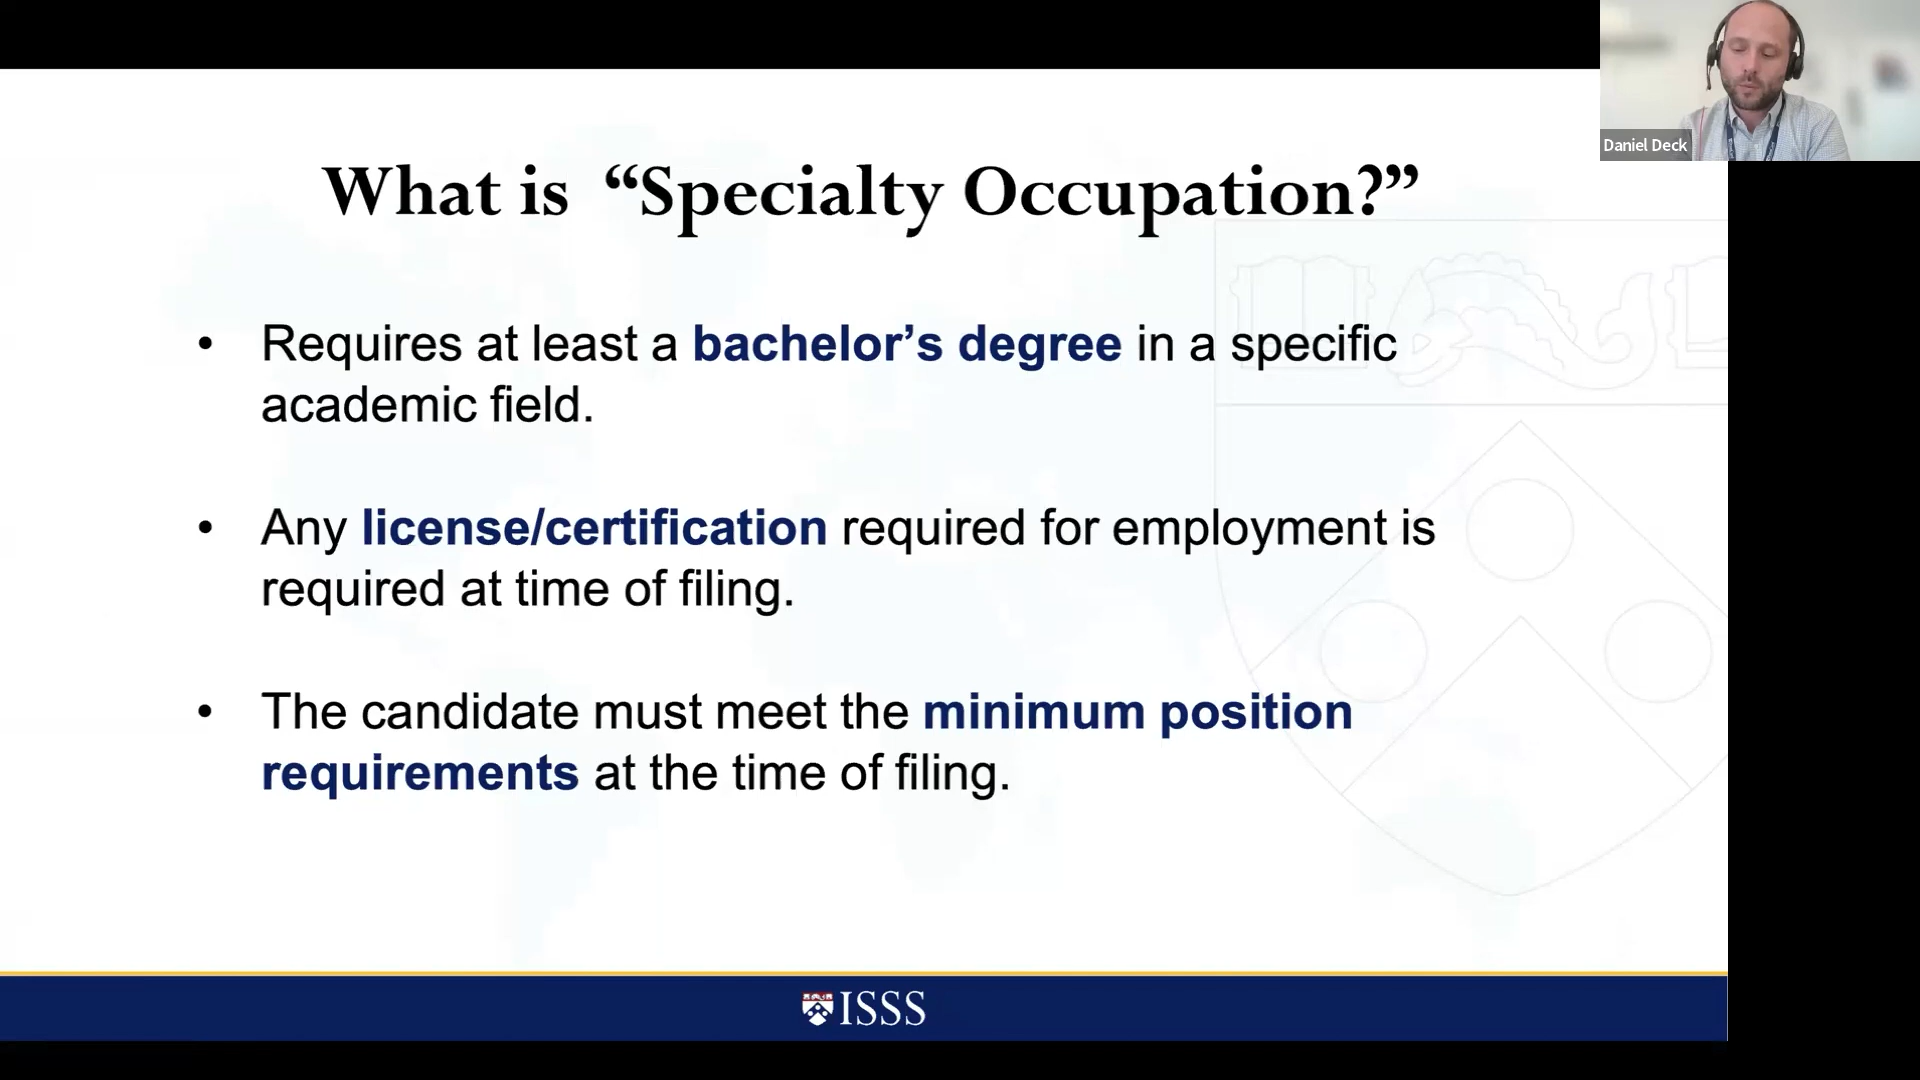 Daniel Deck
What is “Specialty Occupation?”
• Requires at least a bachelor’s degree in a specific
academic field.
• Any license/certification required for employment is
required at time of filing.
• The candidate must meet the minimum position
requirements at the time of filing.
ISSS